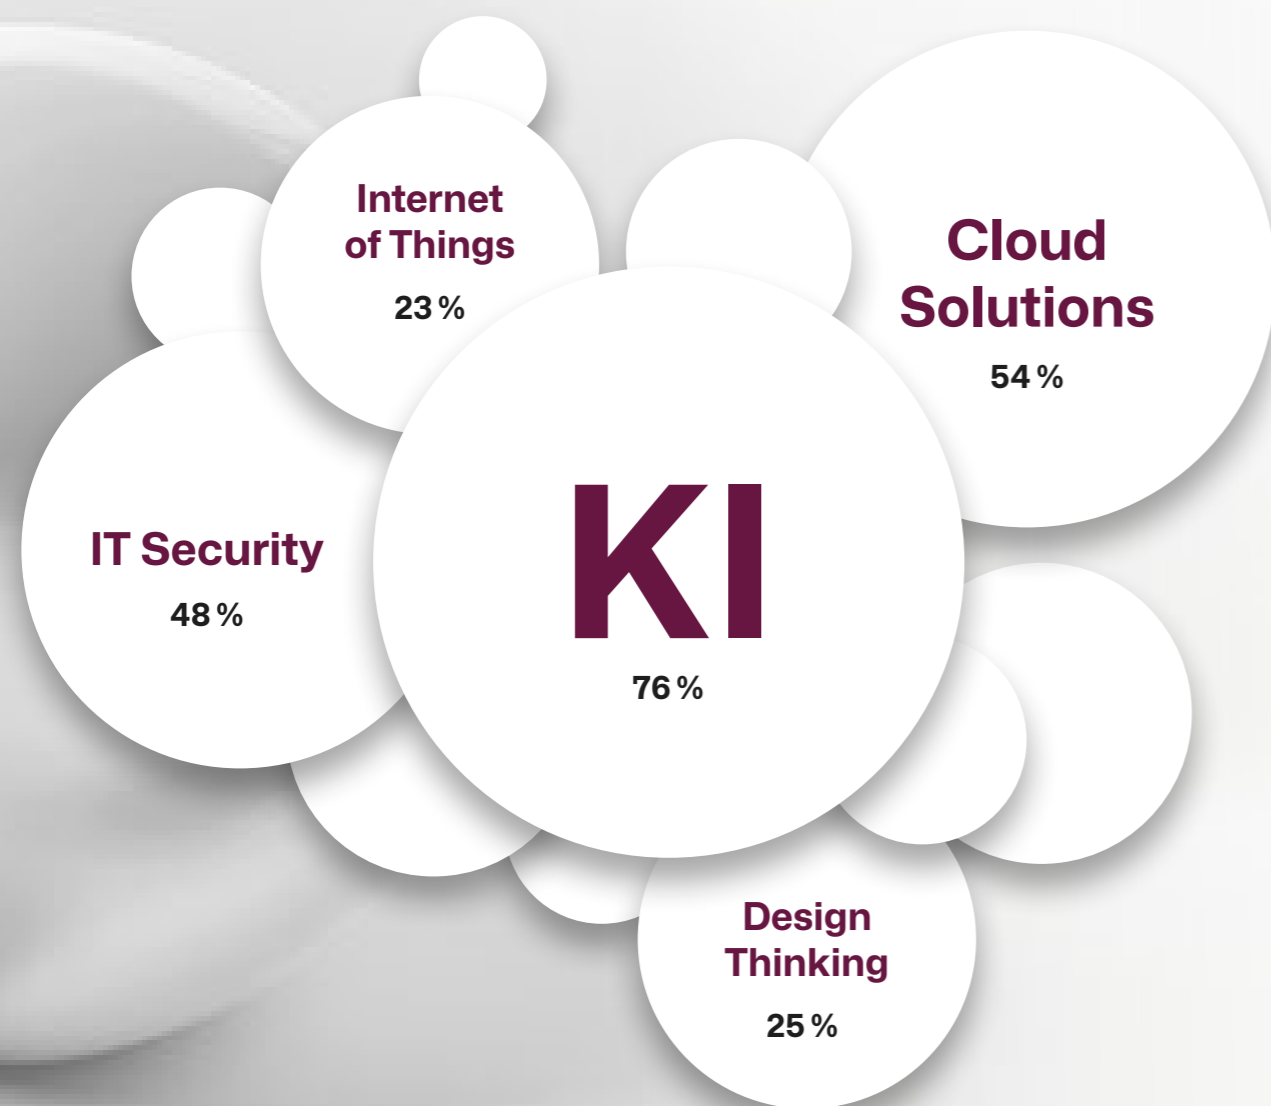 Internet
of Things
23 %
Cloud
Solutions
54 %
IT Security
48 %
KI
76 %
Design
Thinking
25 %